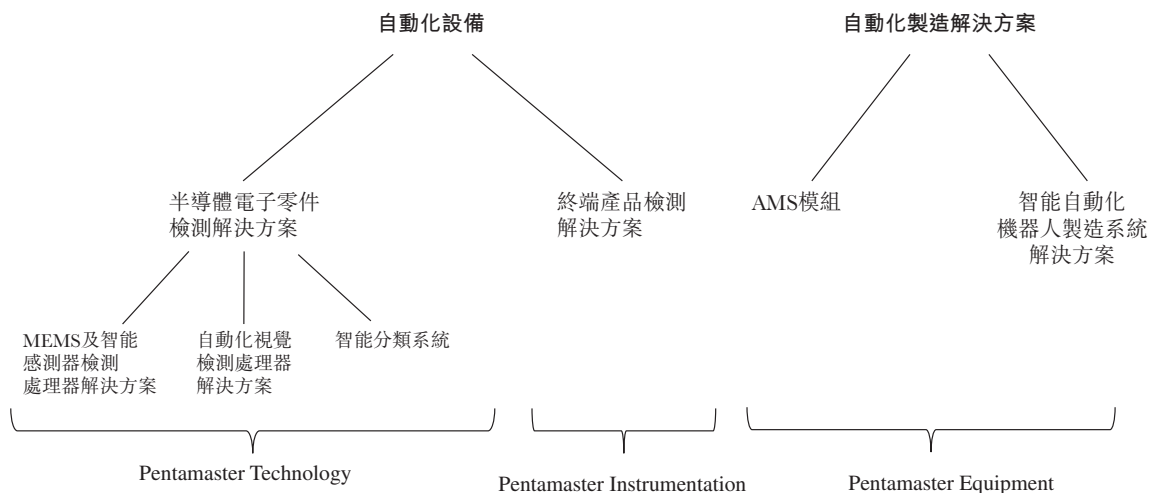 自動化設備
自動化製造解決方案
半導體電子零件
檢測解決方案
終端產品檢測
解決方案
AMS模組
智能自動化
機器人製造系統
解決方案
MEMS及智能
感測器檢測
處理器解決方案
自動化視覺
檢測處理器
解決方案
智能分類系統
Pentamaster Technology
Pentamaster Instrumentation
Pentamaster Equipment